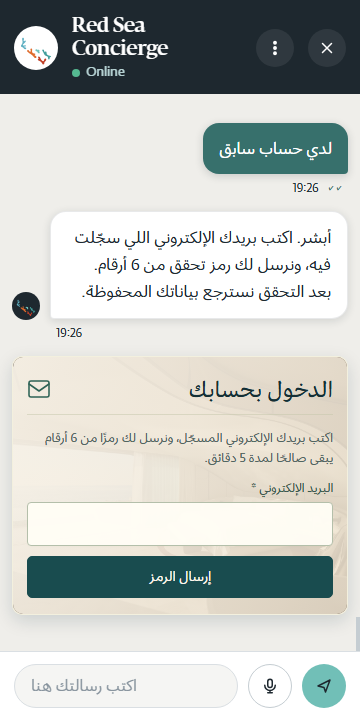 Red Sea
Concierge
Online
لدي حساب سابق
19:26
أبشر. اكتب بريدك الإلكتروني اللي سجّلت
فيه، ونرسل لك رمز تحقق من 6 أرقام.
بعد التحقق نسترجع بياناتك المحفوظة.
19:26
الدخول بحسابك
اكتب بريدك الإلكتروني المسجّل، ونرسل لك رمزًا من 6 أرقام
يبقى صالحًا لمدة 5 دقائق.
البريد الإلكتروني *
إرسال الرمز
اكتب رسالتك هنا